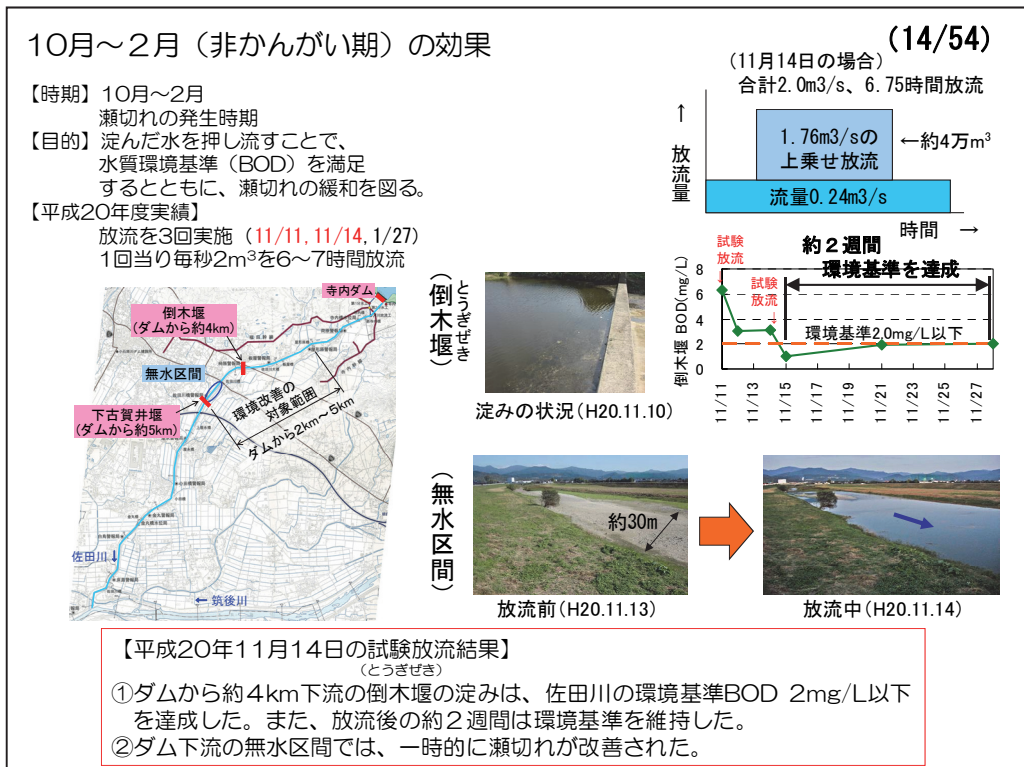 10月～２月（非かんがい期）の効果
(14/54)
【時期】10月～2月
瀬切れの発生時期
【目的】淀んだ水を押し流すことで、
水質環境基準（BOD）を満足
するとともに、瀬切れの緩和を図る。
【平成20年度実績】
放流を3回実施（11/11, 11/14, 1/27）
1回当り毎秒2m³を6～7時間放流
(11月14日の場合)
合計2.0m3/s、6.75時間放流
↑
放流量
1.76m3/sの
上乗せ放流
←約4万m³
流量0.24m3/s
時間 →
試験
放流
試験
放流
約２週間
環境基準を達成
環境基準2.0mg/L以下
倒木堰 BOD(mg/L)
8
6
4
2
0
11/11
11/13
11/15
11/17
11/19
11/21
11/23
11/25
11/27
寺内ダム
倒木堰
(ダムから約4km)
無水区間
下古賀井堰
(ダムから約5km)
環境改善の
対象範囲
ダムから2km～5km
佐田川↓
← 筑後川
（倒木堰）
とうぎぜき
淀みの状況(H20.11.10)
（無水区間）
約30m
放流前(H20.11.13)
放流中(H20.11.14)
【平成20年11月14日の試験放流結果】
(とうぎぜき)
①ダムから約４km下流の倒木堰の淀みは、佐田川の環境基準BOD 2mg/L以下
を達成した。また、放流後の約２週間は環境基準を維持した。
②ダム下流の無水区間では、一時的に瀬切れが改善された。